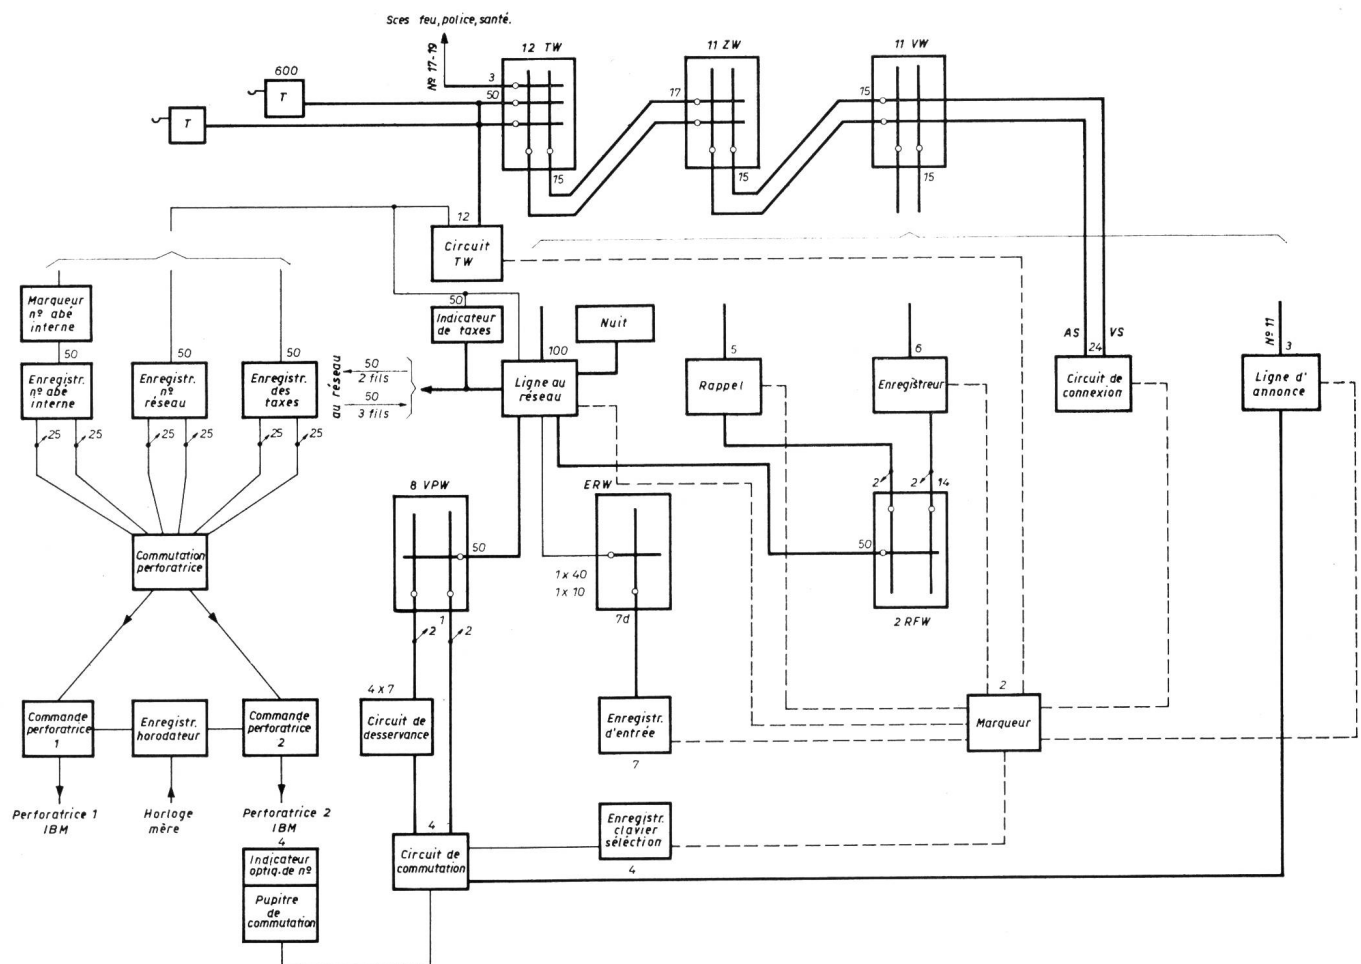 Sces feu, police, santé.
Nº 17-19
12 TW
11 ZW
11 VW
600
T
T
3
50
17
15
15
15
15
12
Circuit
TW
Marqueur
nº abé
interne
50
Enregistr.
nº abé
interne
50
Enregistr.
nº
réseau
50
Enregistr.
des
taxes
25
25
25
25
25
25
50
Indicateur
de taxes
Nuit
100
Ligne au
réseau
au réseau
50
2 fils
50
3 fils
5
Rappel
6
Enregistreur
AS
VS
24
Circuit de
connexion
Nº 11
3
Ligne d'
annonce
8 VPW
50
1
2
2
ERW
1 x 40
1 x 10
7d
2
2
14
50
2 RFW
Commutation
perforatrice
Commande
perforatrice
1
Enregistr.
horodateur
Commande
perforatrice
2
4 x 7
Circuit de
desservance
Enregistr.
d'entrée
7
2
Marqueur
Perforatrice 1
IBM
Horloge
mère
Perforatrice 2
IBM
4
Indicateur
optiq. de nº
Pupitre
de
commutation
4
Circuit de
commutation
Enregistr.
clavier
séléction
4